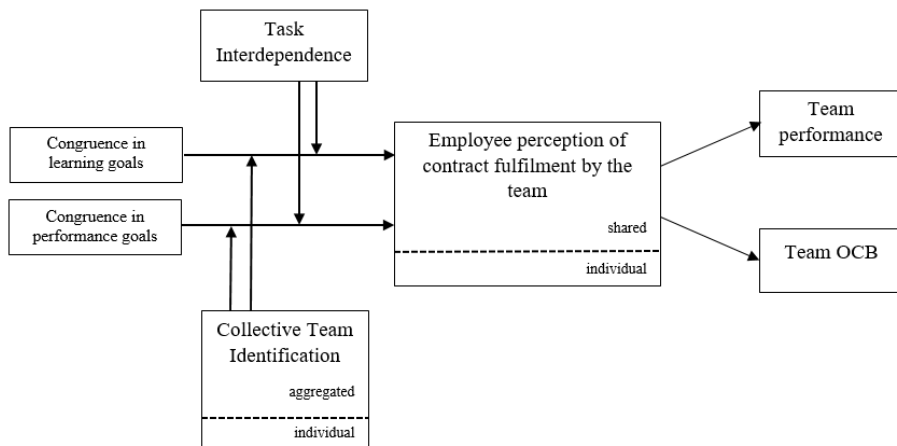 Task
Interdependence
Congruence in
learning goals
Congruence in
performance goals
Employee perception of
contract fulfilment by the
team
shared
individual
Team
performance
Team OCB
Collective Team
Identification
aggregated
individual